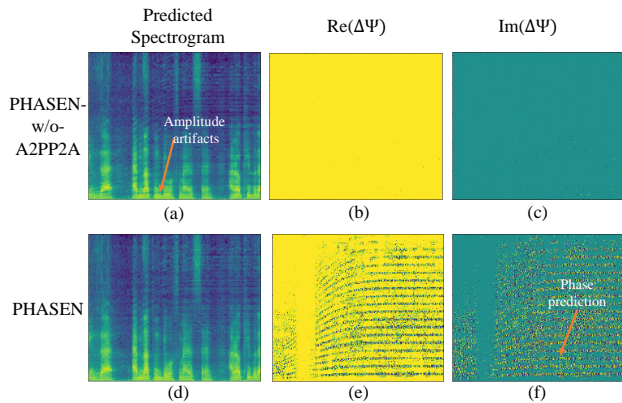 Predicted
Spectrogram
Re(ΔΨ)
Im(ΔΨ)
PHASEN-
w/o-
A2PP2A
Amplitude
artifacts
(a)
(b)
(c)
PHASEN
Phase
prediction
(d)
(e)
(f)